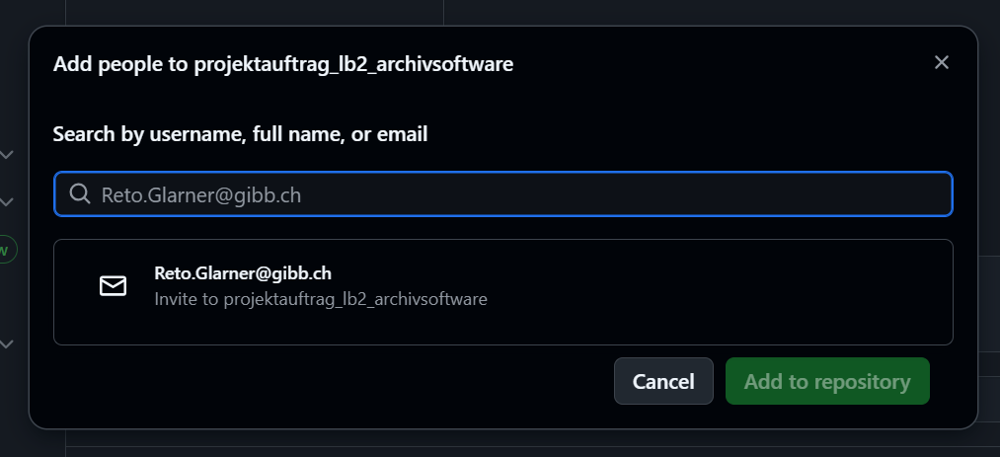 Add people to projektauftrag_lb2_archivsoftware
Search by username, full name, or email
Reto.Glarner@gibb.ch
Reto.Glarner@gibb.ch
Invite to projektauftrag_lb2_archivsoftware
Cancel
Add to repository